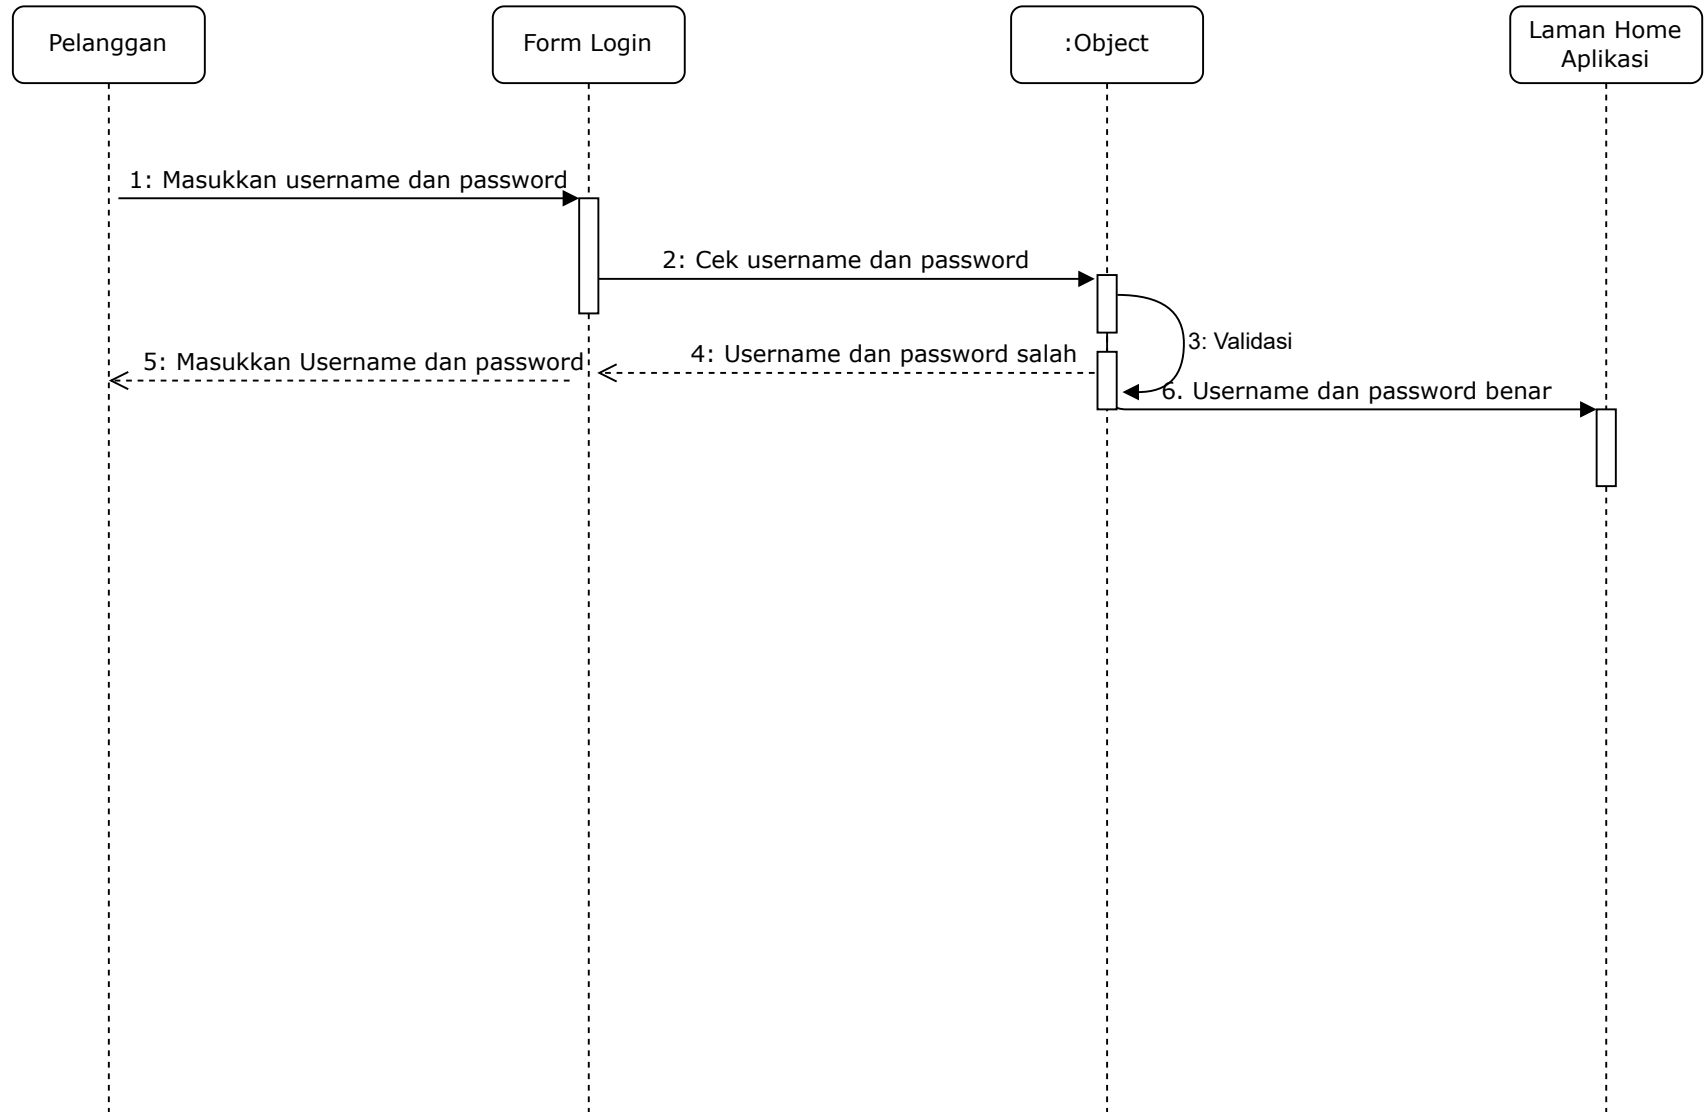 Pelanggan
Form Login
:Object
Laman Home
Aplikasi
1: Masukkan username dan password
2: Cek username dan password
3: Validasi
4: Username dan password salah
5: Masukkan Username dan password
6. Username dan password benar